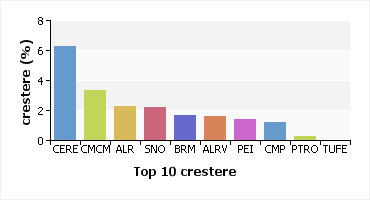 crestere (%)
8
6
4
2
0
CERE CMCM ALR SNO BRM ALRV PEI CMP PTRO TUFE
Top 10 crestere